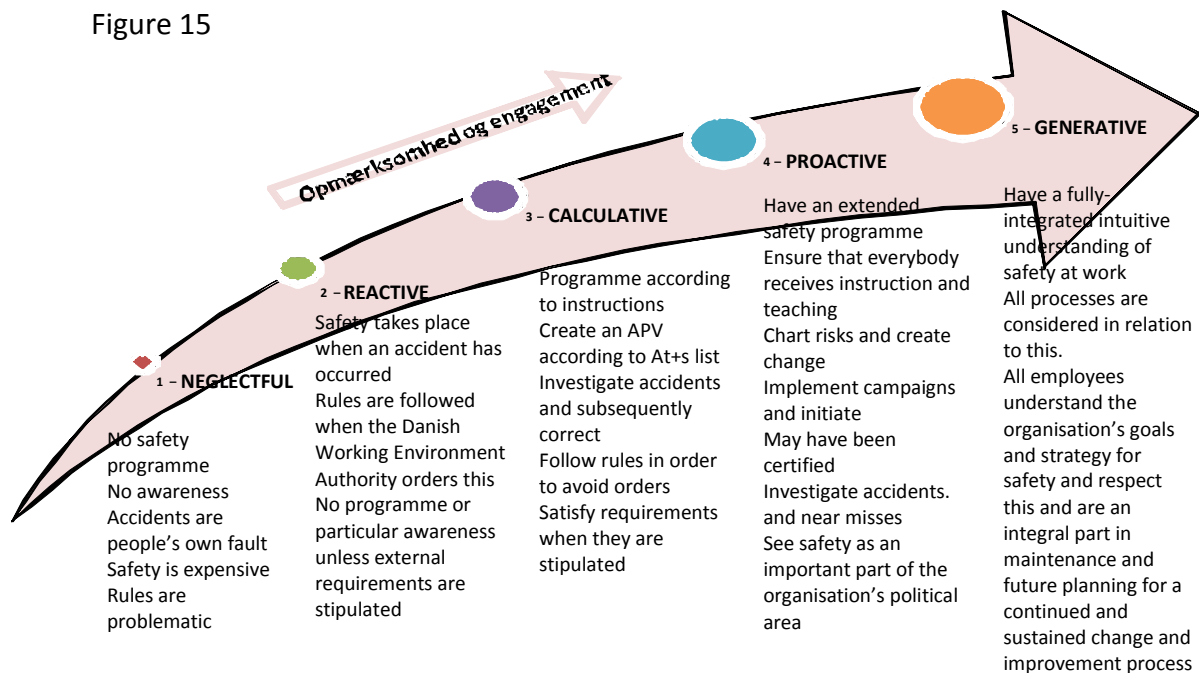 Figure 15
Opmærksomhed og engagement
1 – NEGLECTFUL
No safety
programme
No awareness
Accidents are
people's own fault
Safety is expensive
Rules are
problematic
2 – REACTIVE
Safety takes place
when an accident has
occurred
Rules are followed
when the Danish
Working Environment
Authority orders this
No programme or
particular awareness
unless external
requirements are
stipulated
3 – CALCULATIVE
Programme according
to instructions
Create an APV
according to At+s list
Investigate accidents
and subsequently
correct
Follow rules in order
to avoid orders
Satisfy requirements
when they are
stipulated
4 – PROACTIVE
Have an extended
safety programme
Ensure that everybody
receives instruction and
teaching
Chart risks and create
change
Implement campaigns
and initiate
May have been
certified
Investigate accidents.
and near misses
See safety as an
important part of the
organisation's political
area
5 – GENERATIVE
Have a fully-
integrated intuitive
understanding of
safety at work
All processes are
considered in relation
to this.
All employees
understand the
organisation's goals
and strategy for
safety and respect
this and are an
integral part in
maintenance and
future planning for a
continued and
sustained change and
improvement process